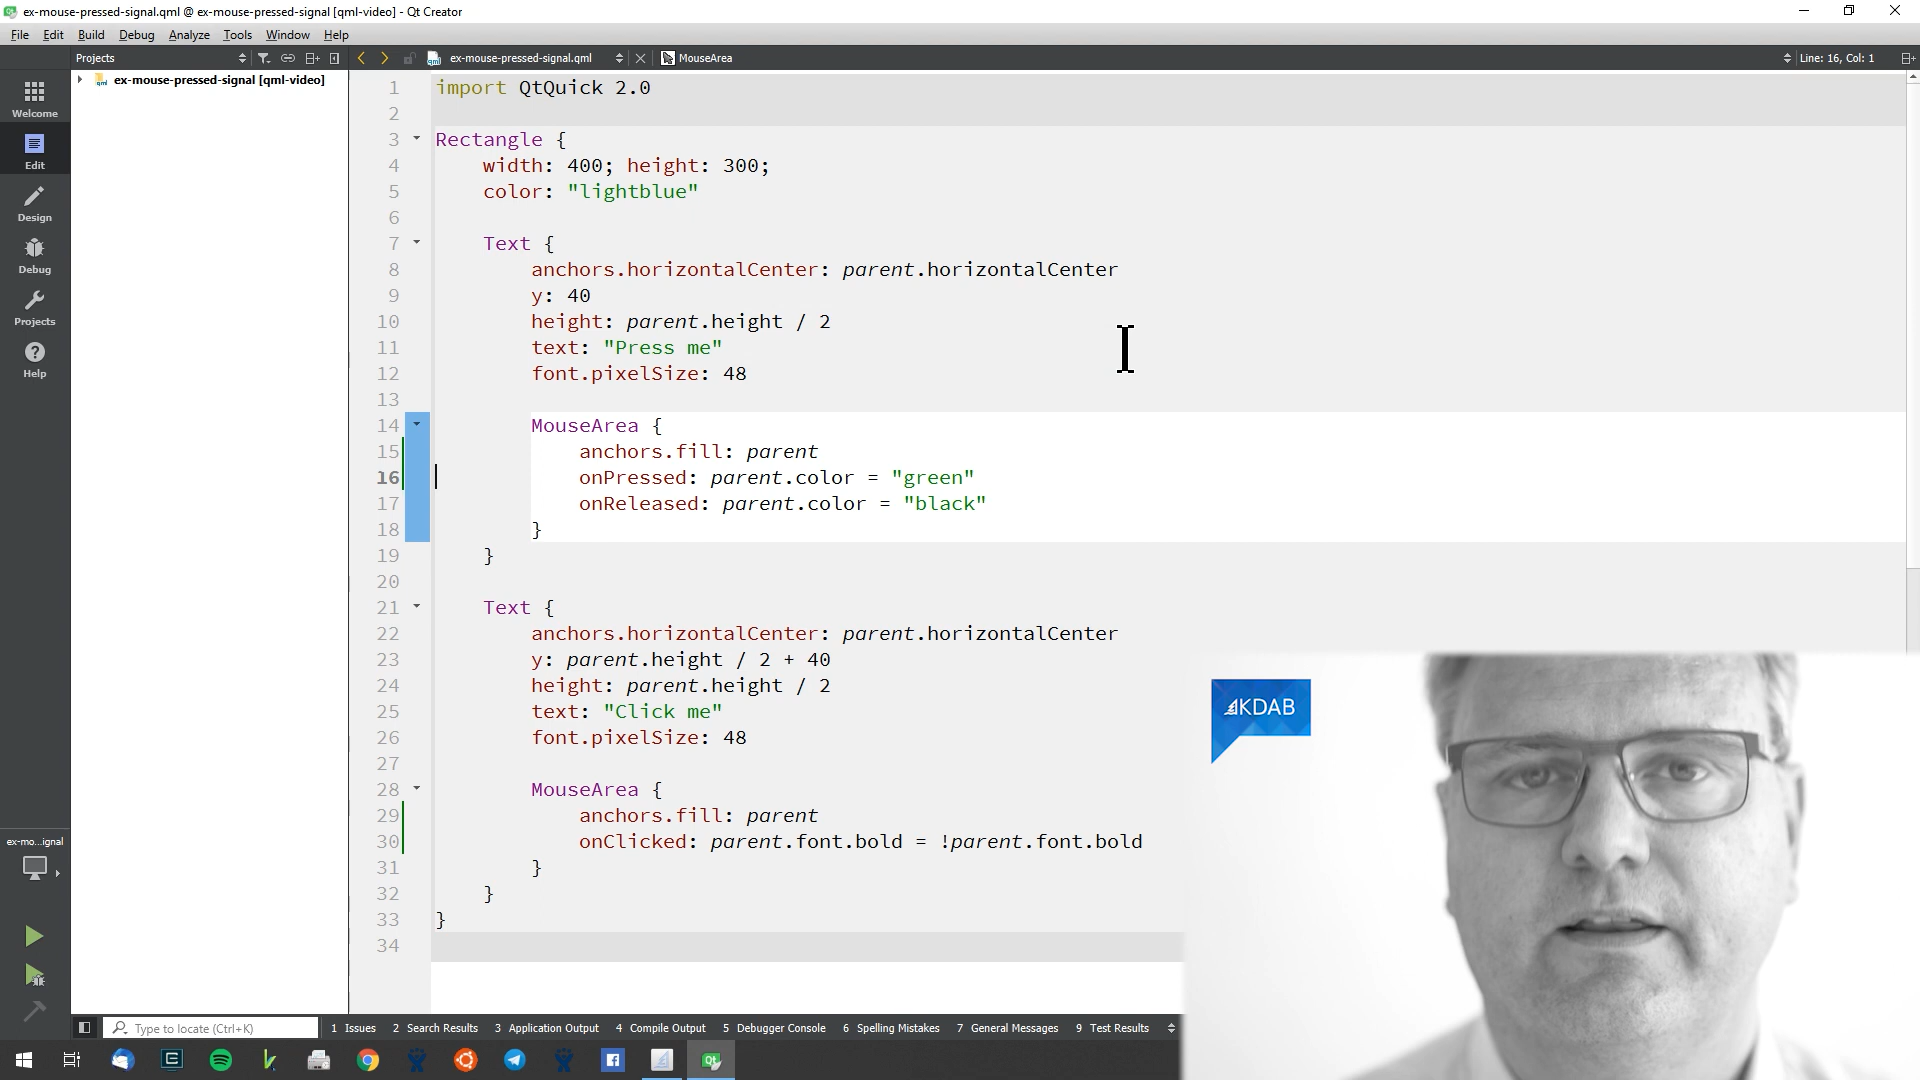 ex-mouse-pressed-signal.qml @ ex-mouse-pressed-signal [qml-video] - Qt Creator
File Edit Build Debug Analyze Tools Window Help
Projects
ex-mouse-pressed-signal.qml
MouseArea
Line: 16, Col: 1
ex-mouse-pressed-signal [qml-video]
Welcome
Edit
Design
Debug
Projects
Help
ex-mo...ignal
1 import QtQuick 2.0
2
3 Rectangle {
4 width: 400; height: 300;
5 color: "lightblue"
6
7 Text {
8 anchors.horizontalCenter: parent.horizontalCenter
9 y: 40
10 height: parent.height / 2
11 text: "Press me"
12 font.pixelSize: 48
13
14 MouseArea {
15 anchors.fill: parent
16 onPressed: parent.color = "green"
17 onReleased: parent.color = "black"
18 }
19 }
20
21 Text {
22 anchors.horizontalCenter: parent.horizontalCenter
23 y: parent.height / 2 + 40
24 height: parent.height / 2
25 text: "Click me"
26 font.pixelSize: 48
27
28 MouseArea {
29 anchors.fill: parent
30 onClicked: parent.font.bold = !parent.font.bold
31 }
32 }
33 }
34
KDAB
Type to locate (Ctrl+K)
1 Issues 2 Search Results 3 Application Output 4 Compile Output 5 Debugger Console 6 Spelling Mistakes 7 General Messages 9 Test Results